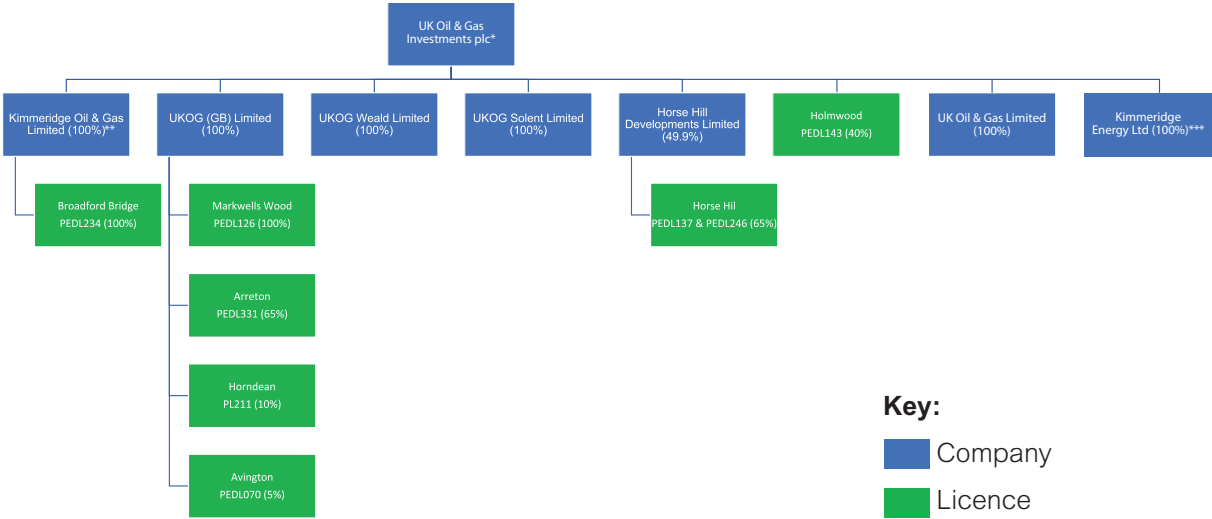 UK Oil & Gas
Investments plc*
Kimmeridge Oil & Gas
Limited (100%)**
UKOG (GB) Limited
(100%)
UKOG Weald Limited
(100%)
UKOG Solent Limited
(100%)
Horse Hill
Developments Limited
(49.9%)
Holmwood
PEDL143 (40%)
UK Oil & Gas Limited
(100%)
Kimmeridge
Energy Ltd (100%)***
Broadford Bridge
PEDL234 (100%)
Markwells Wood
PEDL126 (100%)
Horse Hil
PEDL137 & PEDL246 (65%)
Arreton
PEDL331 (65%)
Horndean
PL211 (10%)
Avington
PEDL070 (5%)
Key:
Company
Licence